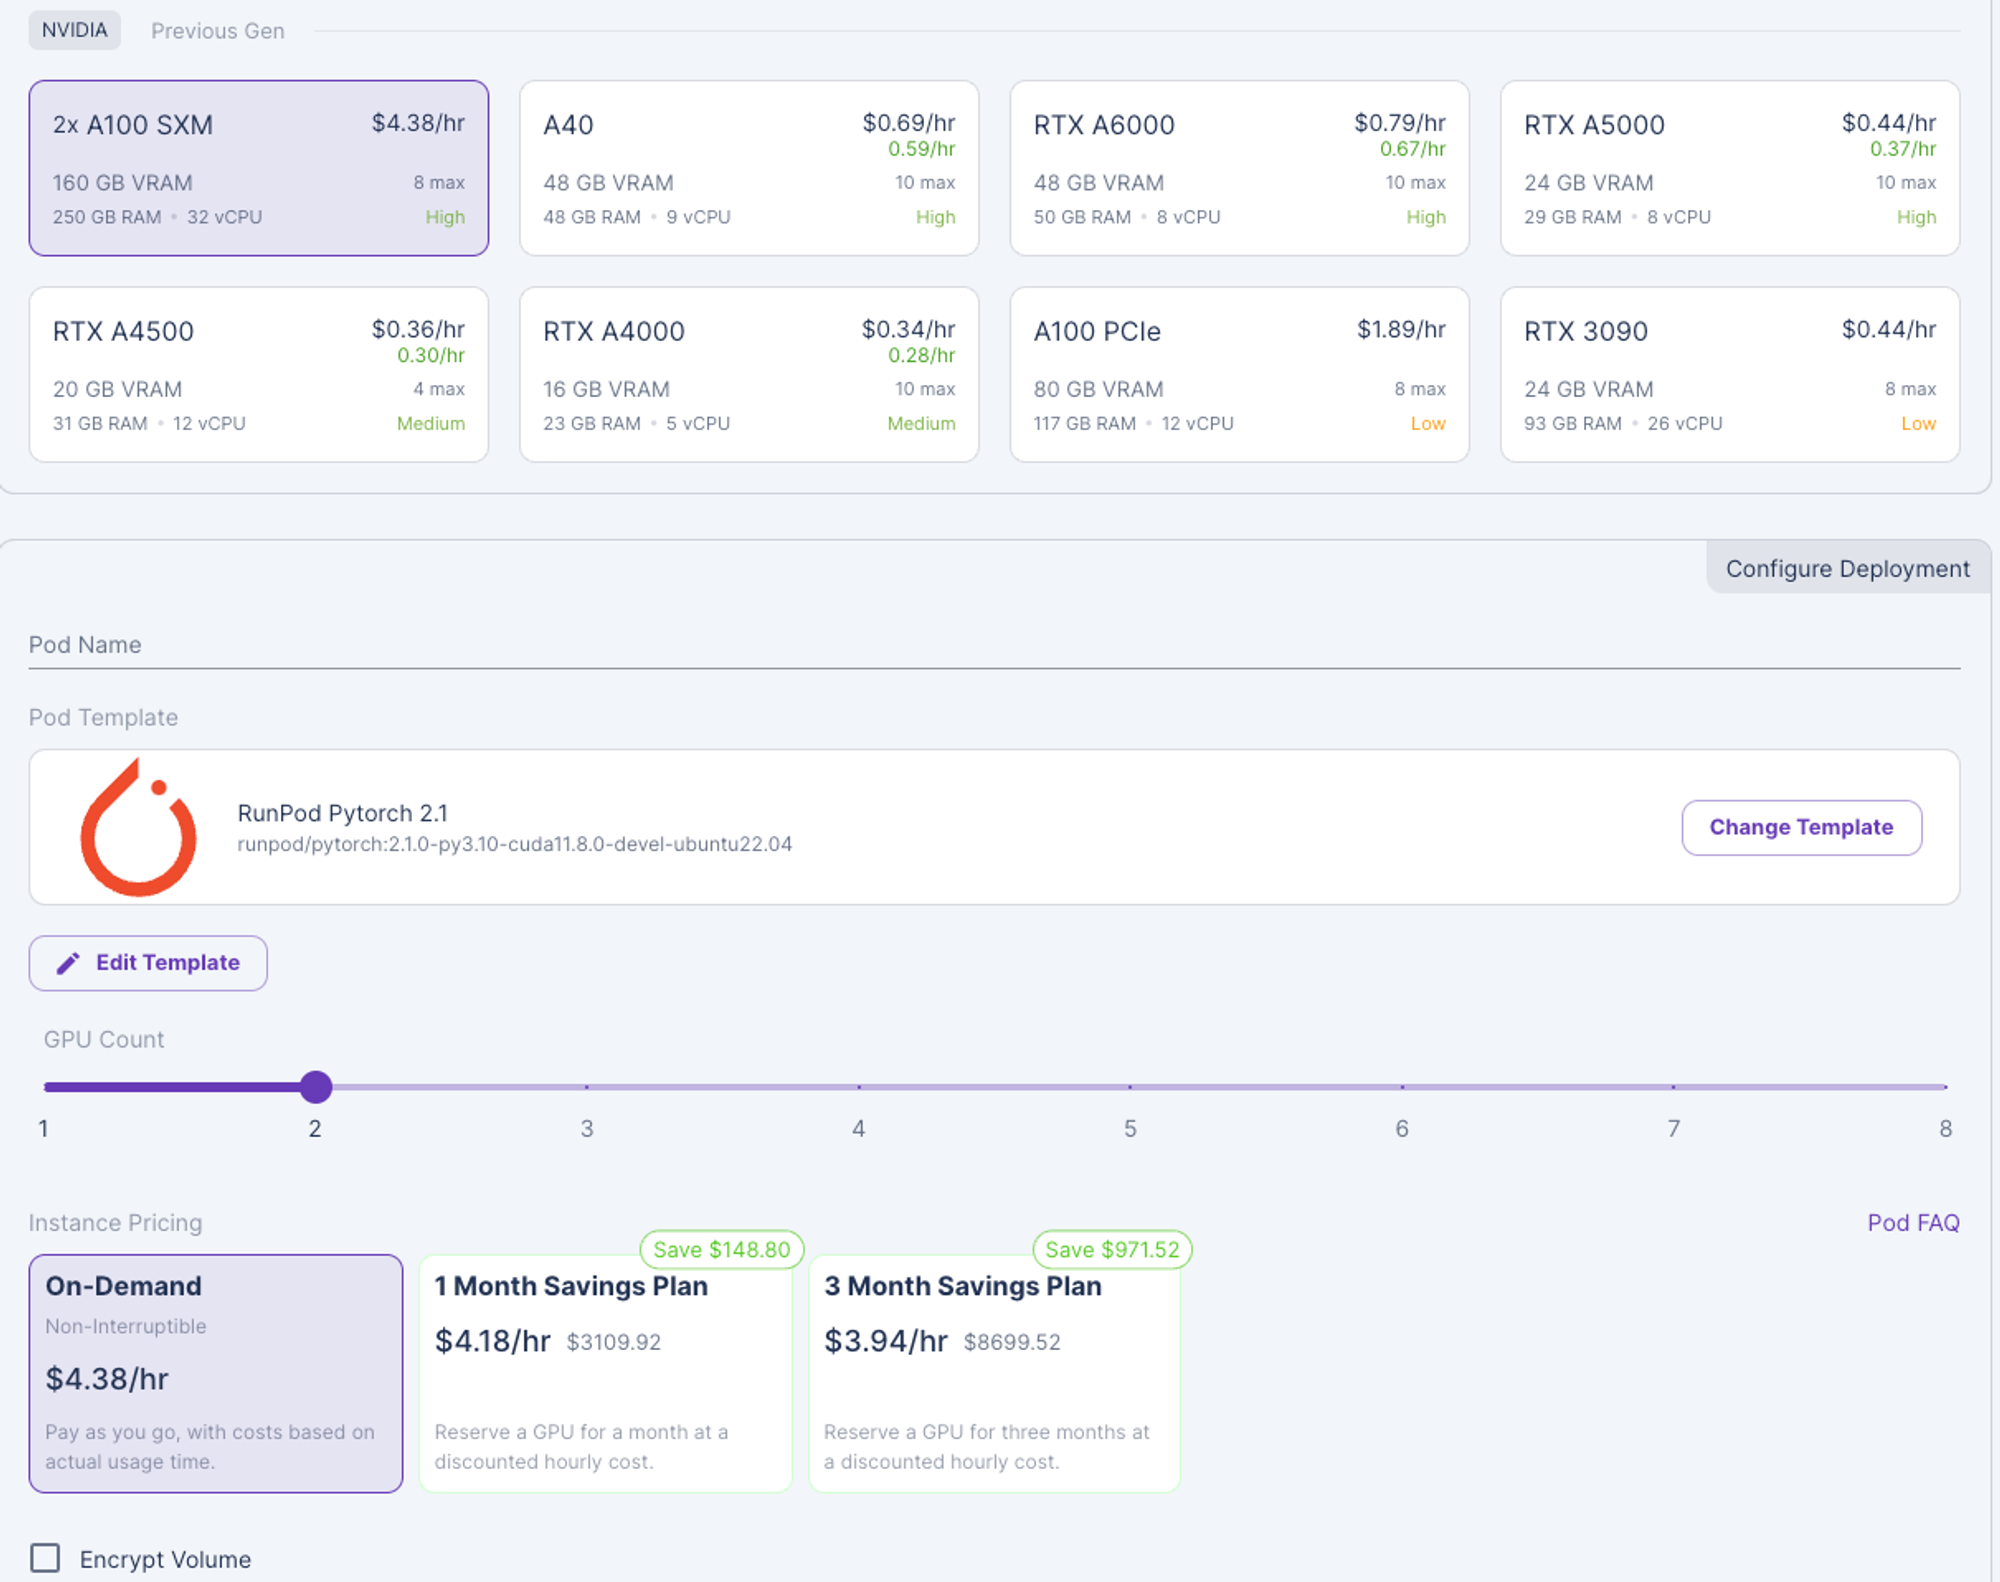 NVIDIA Previous Gen
2x A100 SXM $4.38/hr
160 GB VRAM 8 max
250 GB RAM • 32 vCPU High
A40 $0.69/hr
0.59/hr
48 GB VRAM 10 max
48 GB RAM • 9 vCPU High
RTX A6000 $0.79/hr
0.67/hr
48 GB VRAM 10 max
50 GB RAM • 8 vCPU High
RTX A5000 $0.44/hr
0.37/hr
24 GB VRAM 10 max
29 GB RAM • 8 vCPU High
RTX A4500 $0.36/hr
0.30/hr
20 GB VRAM 4 max
31 GB RAM • 12 vCPU Medium
RTX A4000 $0.34/hr
0.28/hr
16 GB VRAM 10 max
23 GB RAM • 5 vCPU Medium
A100 PCIe $1.89/hr
80 GB VRAM 8 max
117 GB RAM • 12 vCPU Low
RTX 3090 $0.44/hr
24 GB VRAM 8 max
93 GB RAM • 26 vCPU Low
Configure Deployment
Pod Name
Pod Template
RunPod Pytorch 2.1
runpod/pytorch:2.1.0-py3.10-cuda11.8.0-devel-ubuntu22.04
Change Template
Edit Template
GPU Count
1 2 3 4 5 6 7 8
Instance Pricing Pod FAQ
On-Demand
Non-Interruptible
$4.38/hr
Pay as you go, with costs based on
actual usage time.
Save $148.80
1 Month Savings Plan
$4.18/hr $3109.92
Reserve a GPU for a month at a
discounted hourly cost.
Save $971.52
3 Month Savings Plan
$3.94/hr $8699.52
Reserve a GPU for three months at
a discounted hourly cost.
Encrypt Volume